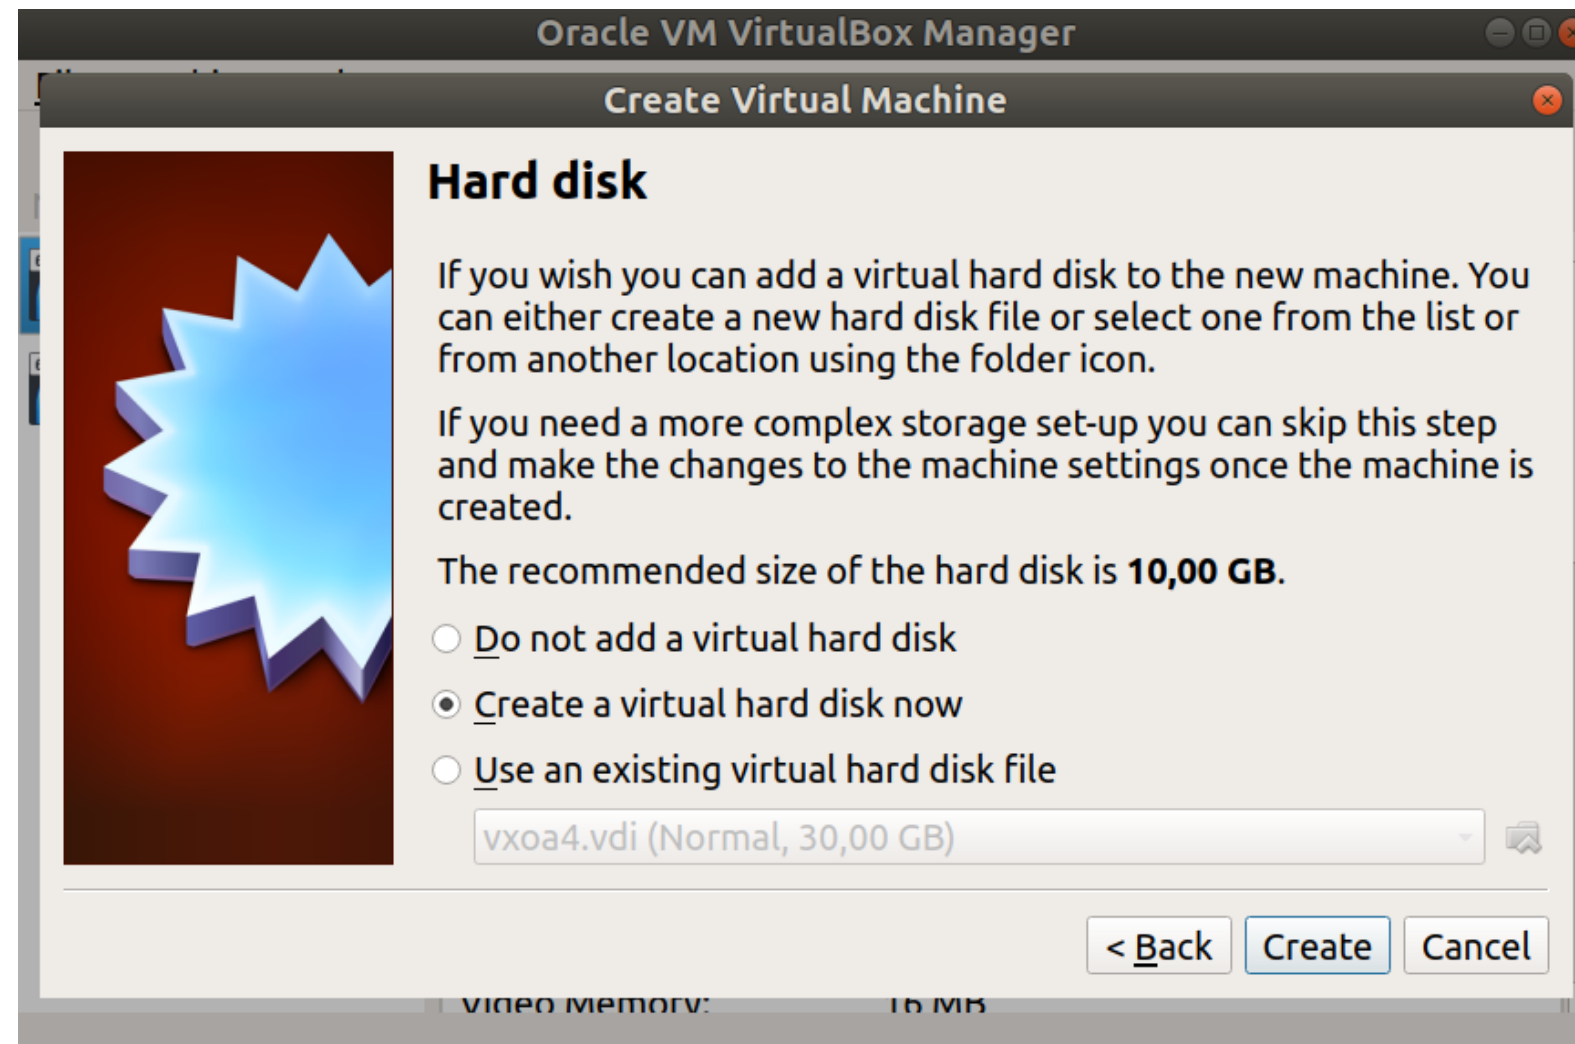 Oracle VM VirtualBox Manager
Create Virtual Machine
Hard disk
If you wish you can add a virtual hard disk to the new machine. You
can either create a new hard disk file or select one from the list or
from another location using the folder icon.
If you need a more complex storage set-up you can skip this step
and make the changes to the machine settings once the machine is
created.
The recommended size of the hard disk is 10,00 GB.
Do not add a virtual hard disk
Create a virtual hard disk now
Use an existing virtual hard disk file
vxoa4.vdi (Normal, 30,00 GB)
< Back
Create
Cancel
Video Memory: 16 MB